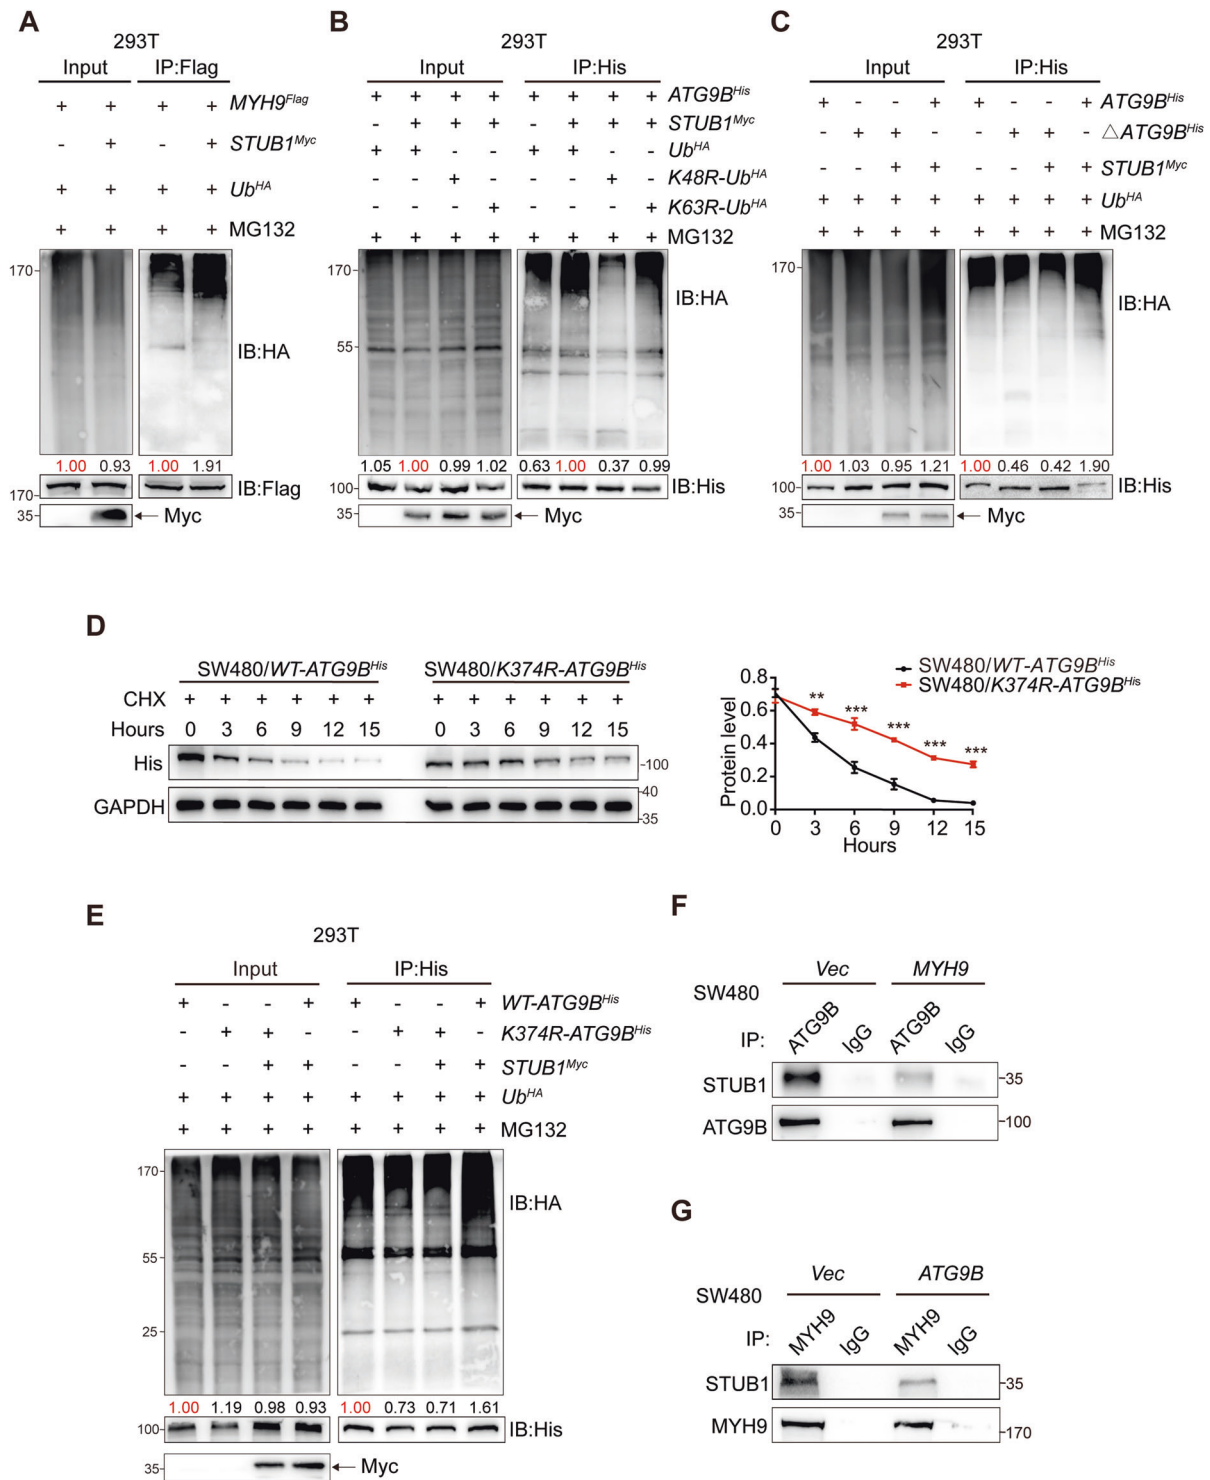 A
293T
Input IP:Flag
+ + + + MYH9Flag
- + - + STUB1Myc
+ + + + UbHA
+ + + + MG132
170-
IB:HA
1.00 0.93 1.00 1.91
170- IB:Flag
35- ← Myc
B
293T
Input IP:His
+ + + + + + + + ATG9BHis
- + + + - + + + STUB1Myc
+ + - - + + - - UbHA
- - + - - - + - K48R-UbHA
- - - + - - - + K63R-UbHA
+ + + + + + + + MG132
170-
IB:HA
55-
1.05 1.00 0.99 1.02 0.63 1.00 0.37 0.99
100- IB:His
35- ← Myc
C
293T
Input IP:His
+ - - + + - - + ATG9BHis
- + + - - + + - △ATG9BHis
- - + + - - + + STUB1Myc
+ + + + + + + + UbHA
+ + + + + + + + MG132
170-
IB:HA
1.00 1.03 0.95 1.21 1.00 0.46 0.42 1.90
100- IB:His
35- ← Myc
D
SW480/WT-ATG9BHis SW480/K374R-ATG9BHis
CHX + + + + + + + + + + + +
Hours 0 3 6 9 12 15 0 3 6 9 12 15
His -100
GAPDH -40
-35
SW480/WT-ATG9BHis
SW480/K374R-ATG9BHis
Protein level
0.8
0.6
0.4
0.2
0.0
** *** *** *** ***
0 3 6 9 12 15
Hours
E
293T
Input IP:His
+ - - + + - - + WT-ATG9BHis
- + + - - + + - K374R-ATG9BHis
- - + + - - + + STUB1Myc
+ + + + + + + + UbHA
+ + + + + + + + MG132
170-
IB:HA
55-
25-
1.00 1.19 0.98 0.93 1.00 0.73 0.71 1.61
100- IB:His
35- ← Myc
F
Vec MYH9
SW480
IP: ATG9B IgG ATG9B IgG
STUB1 -35
ATG9B -100
G
Vec ATG9B
SW480
IP: MYH9 IgG MYH9 IgG
STUB1 -35
MYH9 -170